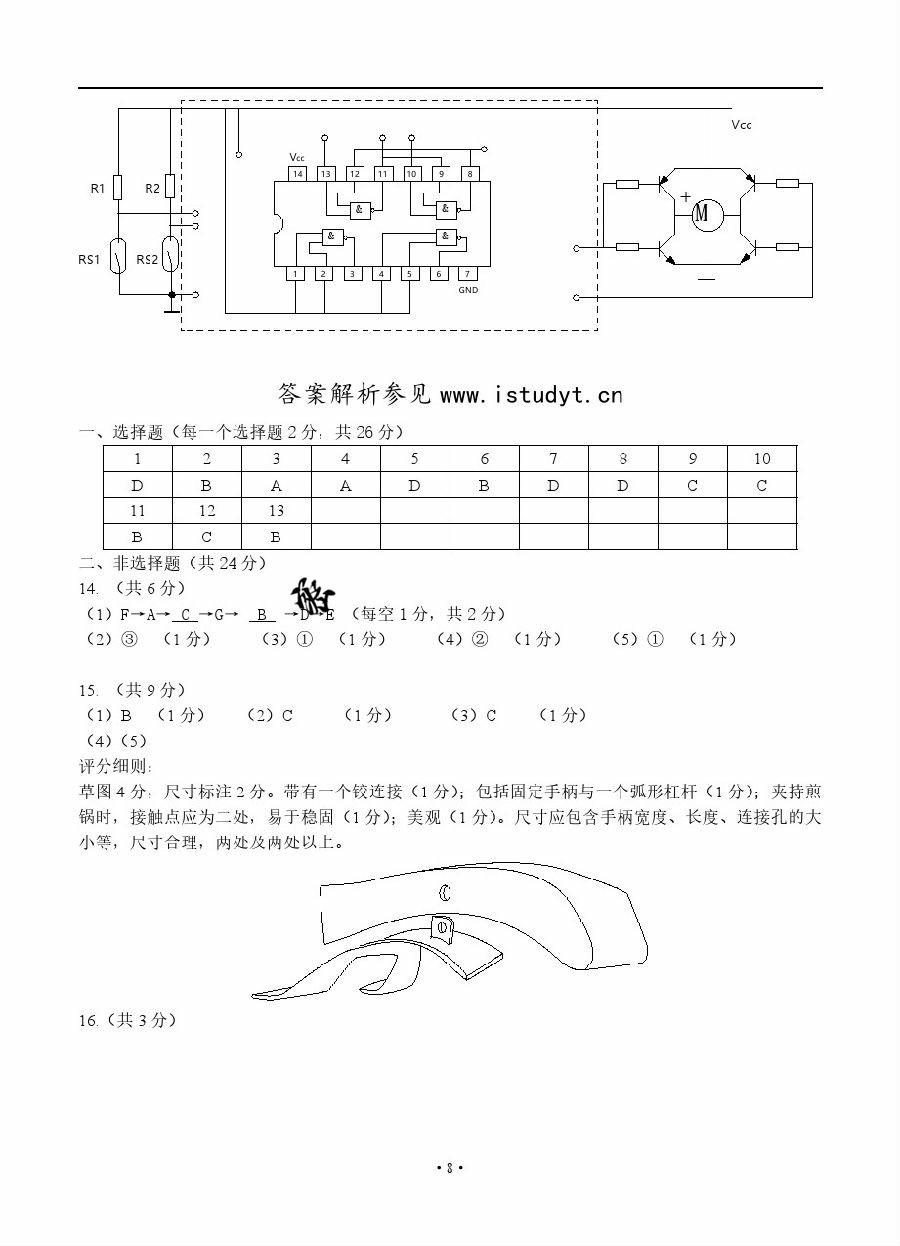 Vcc
Vcc
14 13 12 11 10 9 8
R1 R2
+
M
& &
& &
RS1 RS2
—
1 2 3 4 5 6 7
GND
答案解析参见 www.istudyt.cn
一、选择题（每一个选择题 2 分，共 26 分）
1 2 3 4 5 6 7 8 9 10
D B A A D B D D C C
11 12 13
B C B
二、非选择题（共 24 分）
14. （共 6 分）
（1）F→A→ C →G→ B →D→E （每空 1 分，共 2 分）
（2）③ （1 分） （3）① （1 分） （4）② （1 分） （5）① （1 分）
15. （共 9 分）
（1）B （1 分） （2）C （1 分） （3）C （1 分）
（4）（5）
评分细则：
草图 4 分，尺寸标注 2 分。带有一个铰连接（1 分）；包括固定手柄与一个弧形杠杆（1 分）；夹持煎
锅时，接触点应为二处，易于稳固（1 分）；美观（1 分）。尺寸应包含手柄宽度、长度、连接孔的大
小等，尺寸合理，两处及两处以上。
16.（共 3 分）
·8·